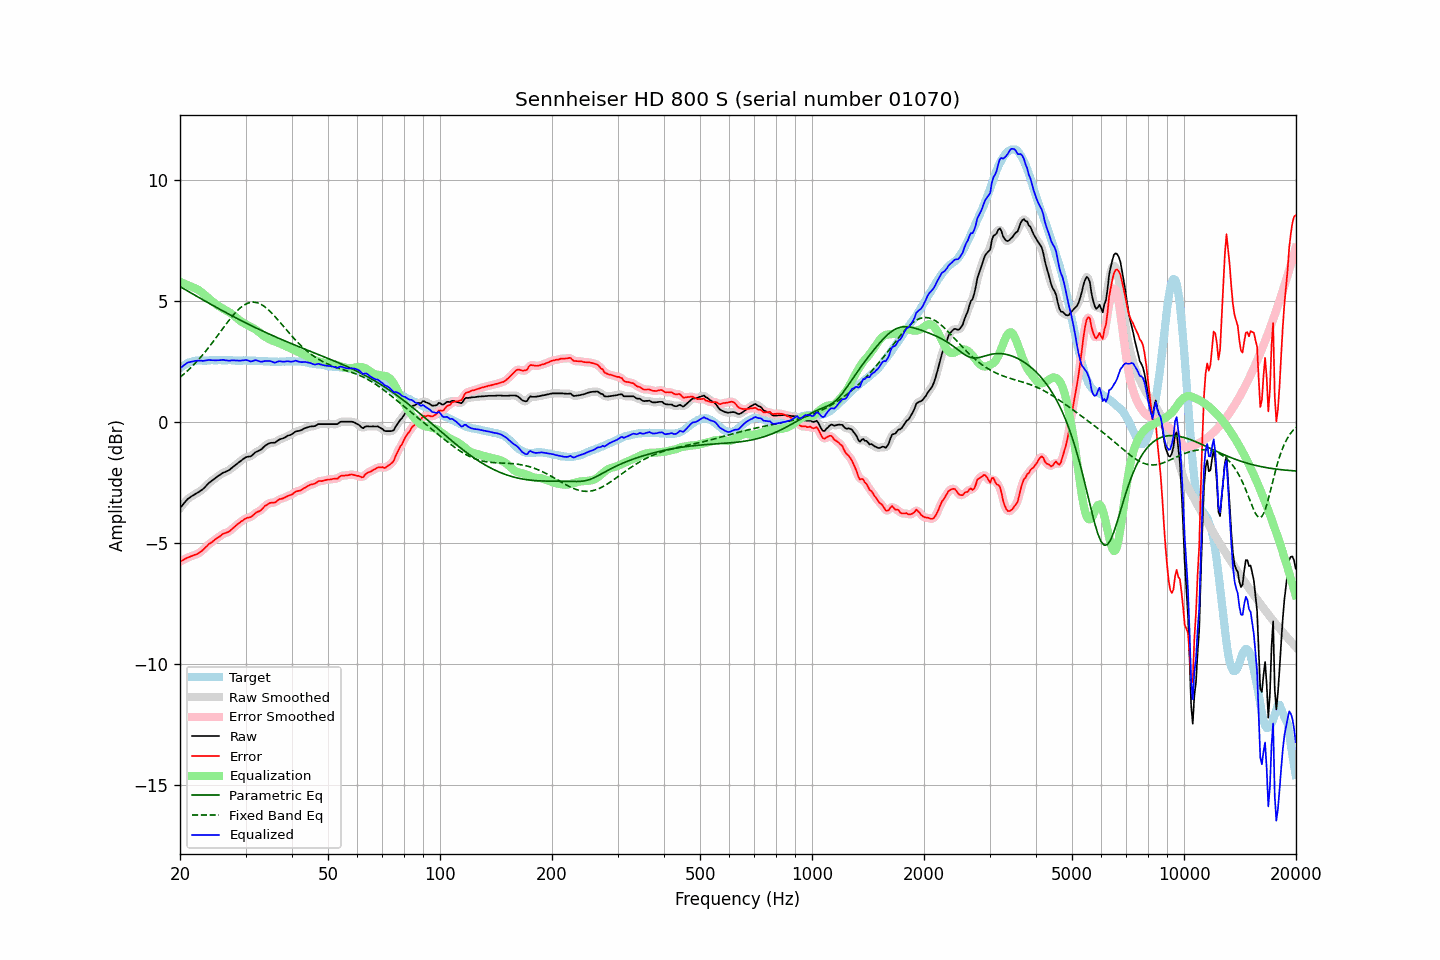 Sennheiser HD 800 S (serial number 01070)
Amplitude (dBr)
10
5
0
−5
−10
−15
Target
Raw Smoothed
Error Smoothed
Raw
Error
Equalization
Parametric Eq
Fixed Band Eq
Equalized
20 50 100 200 500 1000 2000 5000 10000 20000
Frequency (Hz)